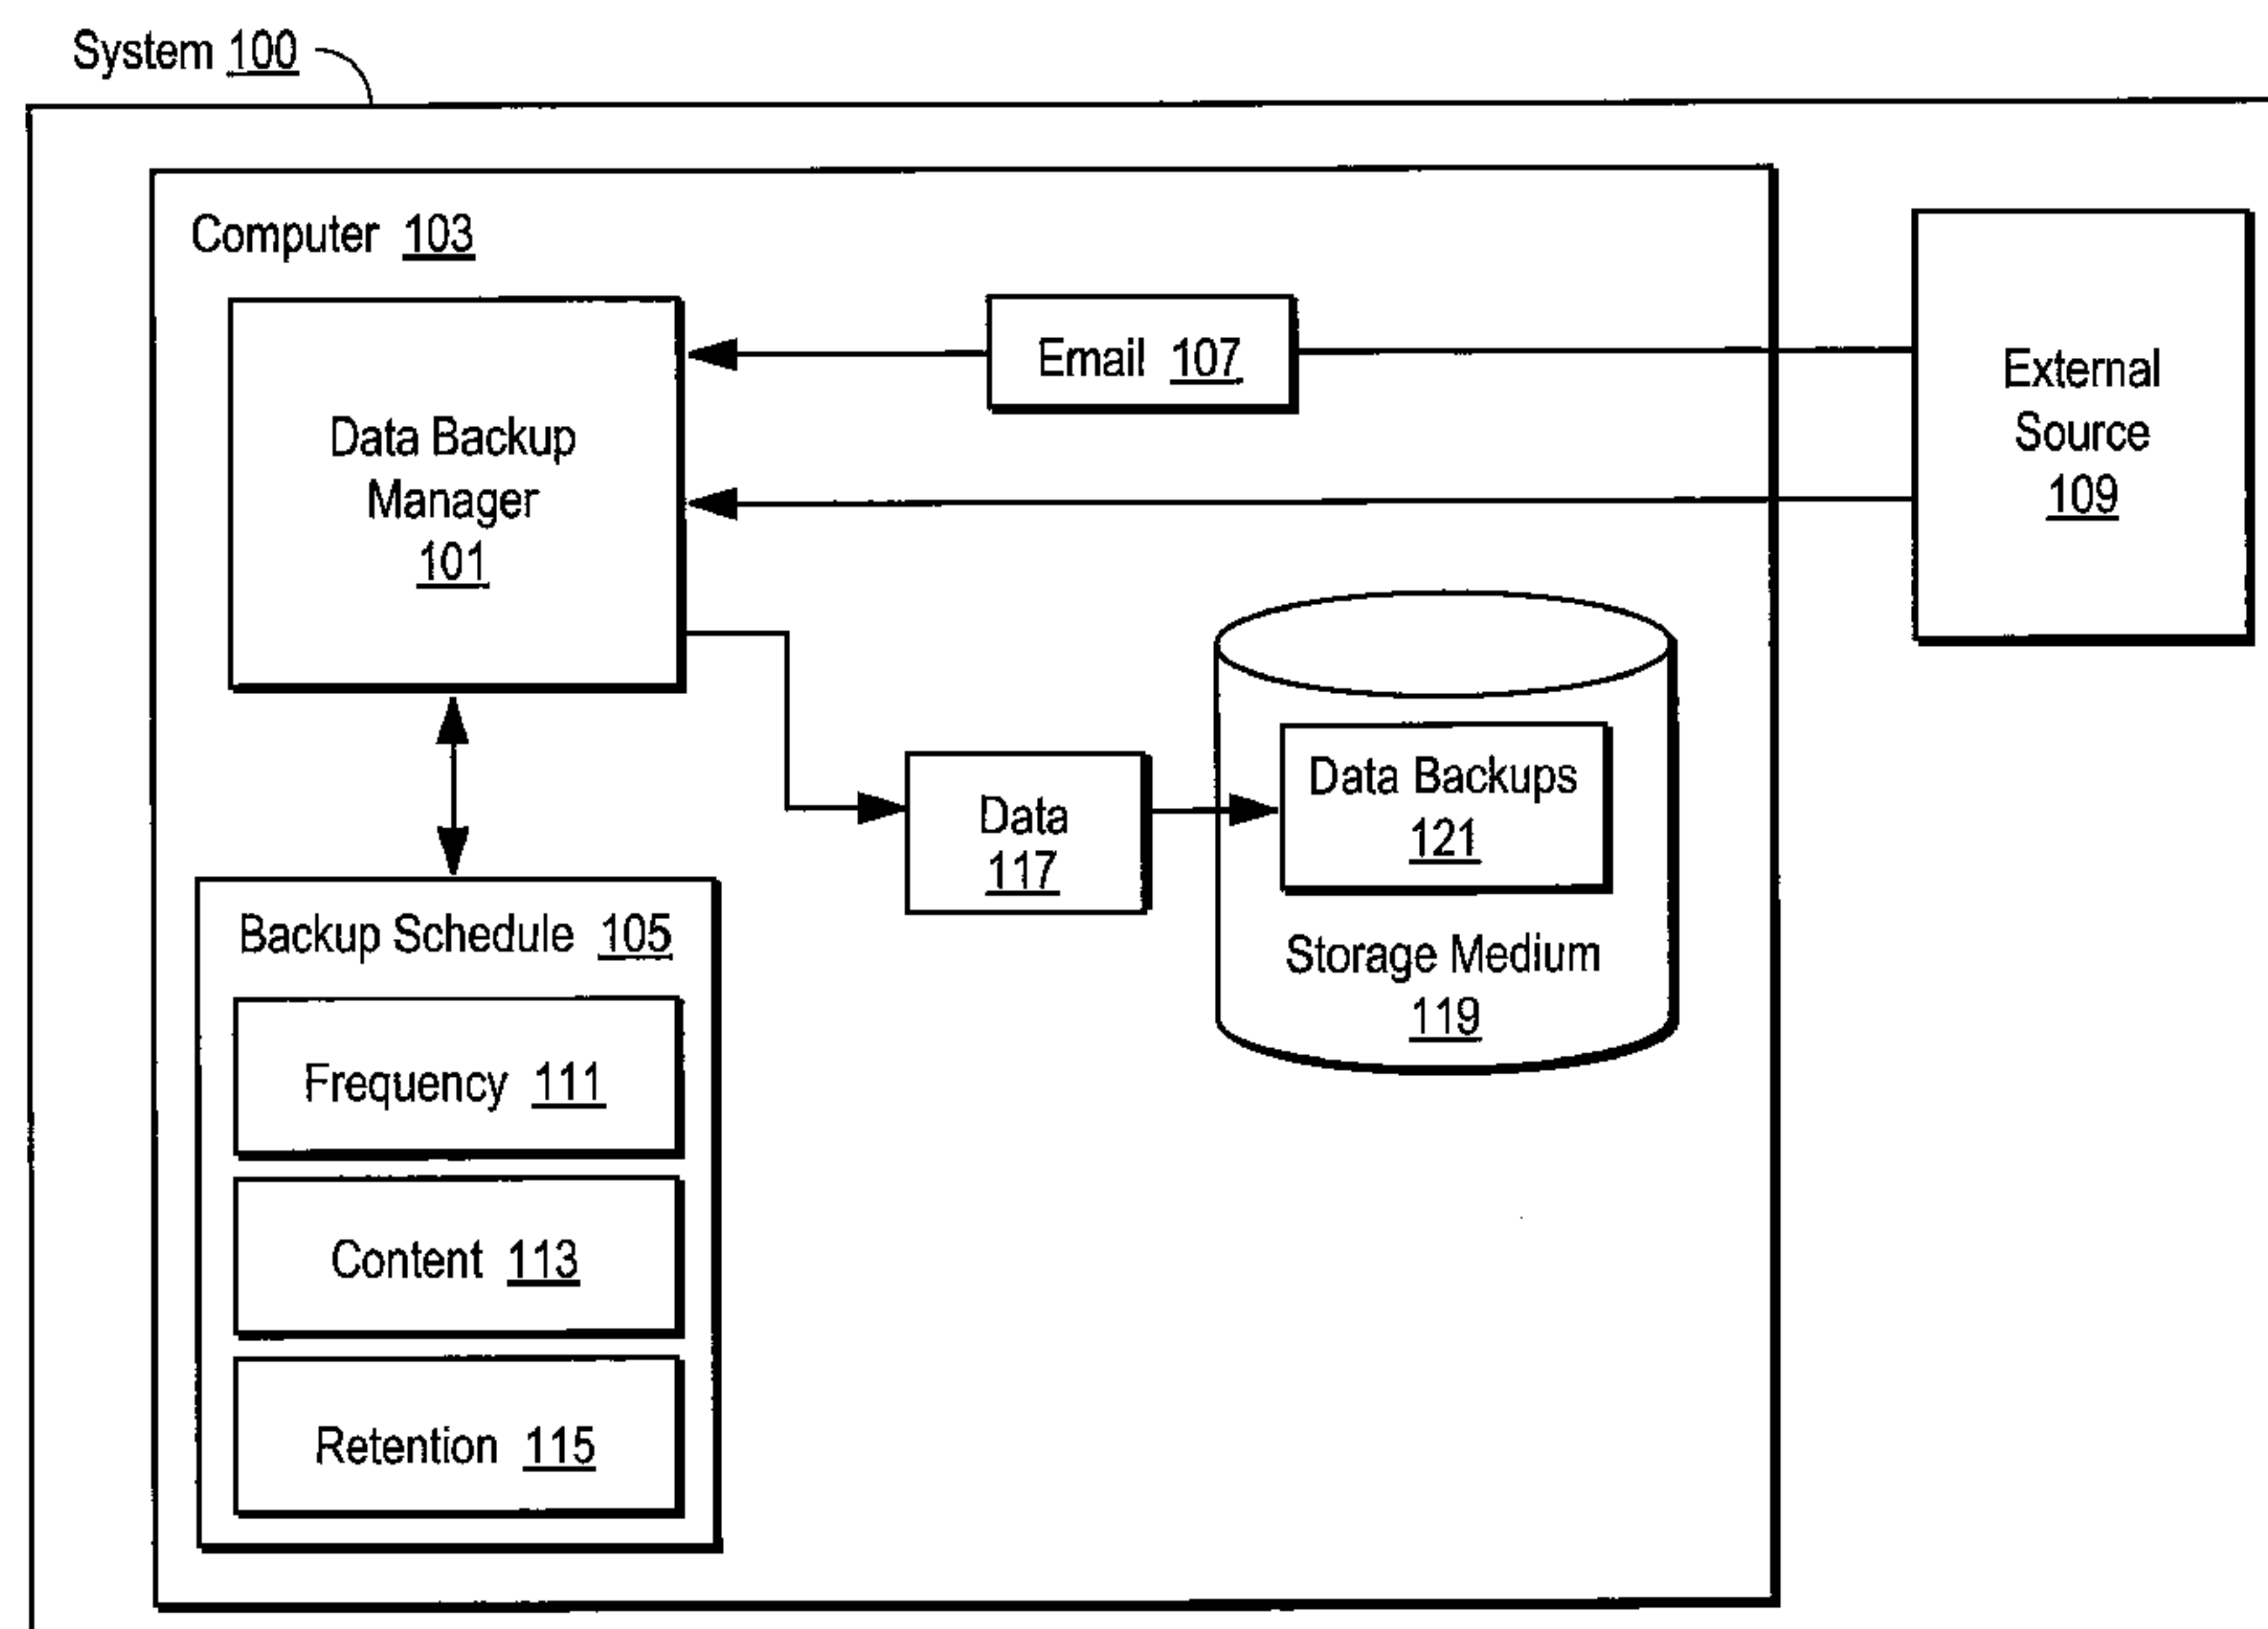 System 100
Computer 103
Data Backup
Manager
101
Email 107
External
Source
109
Data
117
Data Backups
121
Storage Medium
119
Backup Schedule 105
Frequency 111
Content 113
Retention 115